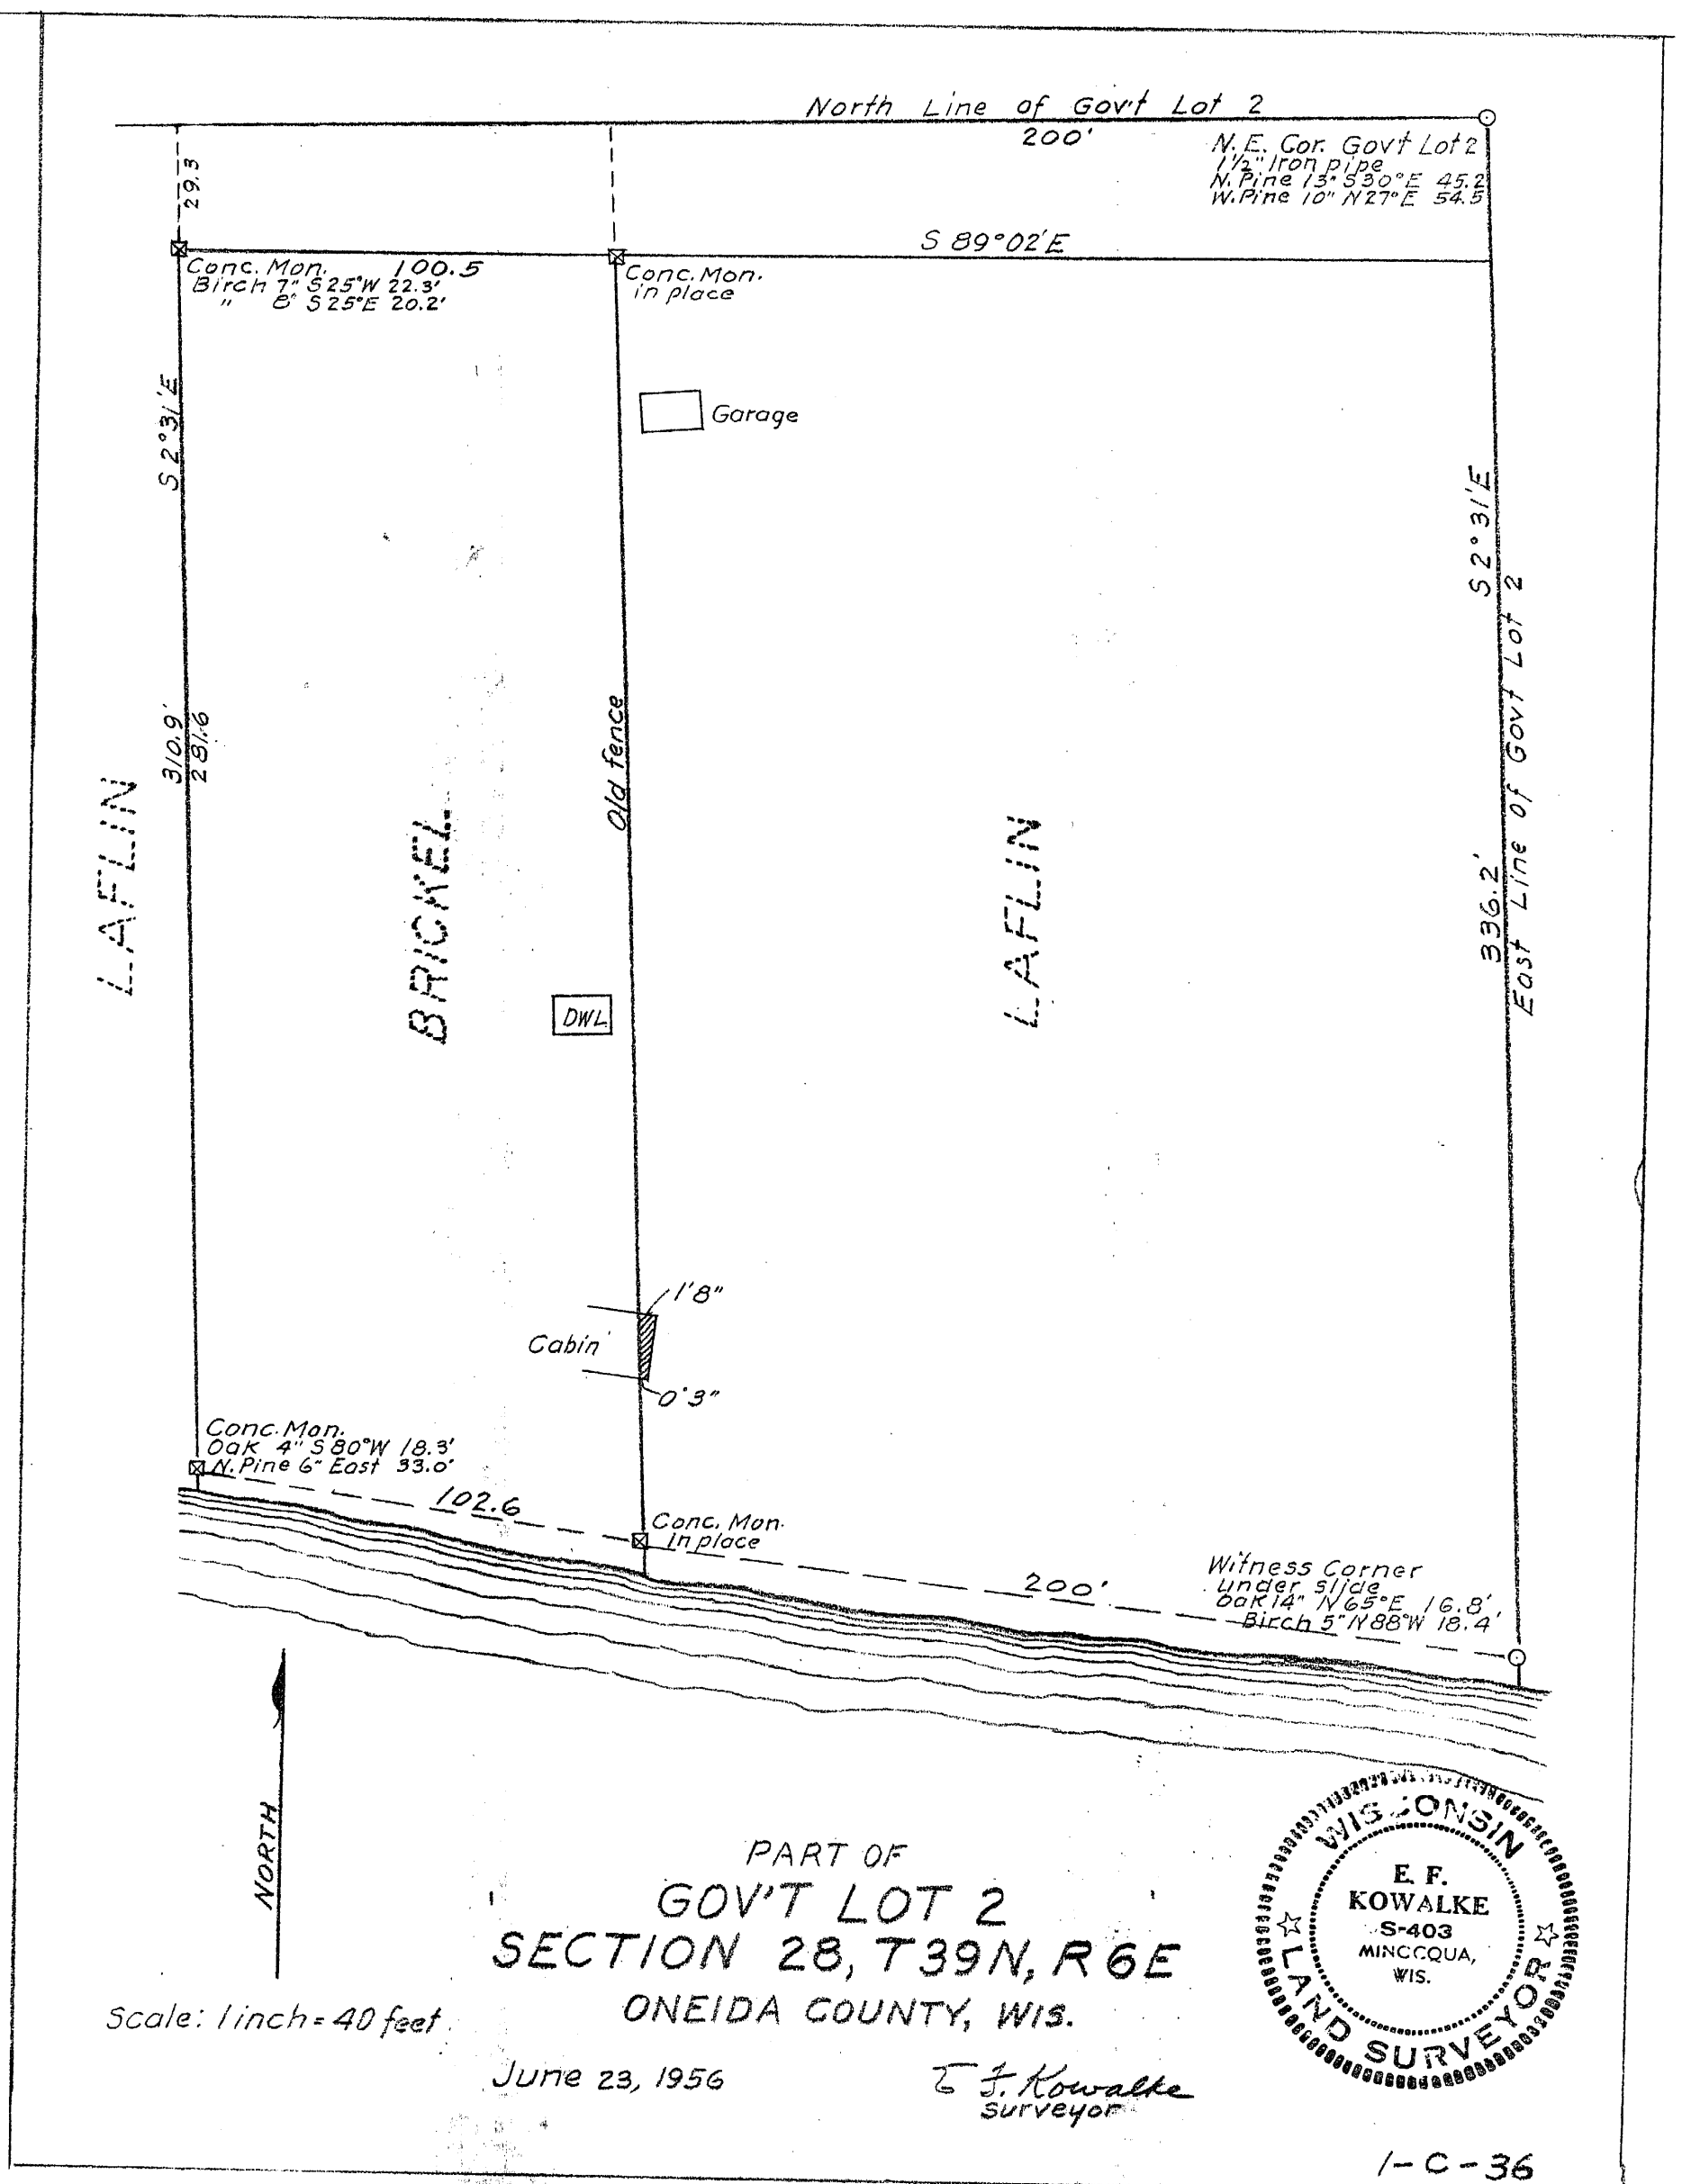 North Line of Gov't Lot 2
200'
N.E. Cor. Govt Lot 2
1½" Iron pipe
N. Pine 13" S30°E 45.2
W. Pine 10" N27°E 54.5
29.3
S 89°02'E
Conc. Mon. 100.5
Birch 7" S25°W 22.3'
" 8" S25°E 20.2'
Conc. Mon.
in place
Garage
S 2°31'E
S 2°31'E
310.9'
281.6
Old fence
336.2'
East Line of Govt Lot 2
LAFLIN
BRICKEL
LAFLIN
DWL
1'8"
Cabin
0'3"
Conc. Mon.
Oak 4" S 80°W 18.3'
N. Pine 6" East 33.0'
102.6
Conc. Mon.
In place
200'
Witness Corner
under slide
Oak 14" N65°E 16.8'
Birch 5" N88°W 18.4'
NORTH
Scale: 1 inch = 40 feet
PART OF
GOV'T LOT 2
SECTION 28, T39N, R6E
ONEIDA COUNTY, WIS.
June 23, 1956
E F. Kowalke
surveyor
WISCONSIN
E. F.
KOWALKE
S-403
MINOCQUA,
WIS.
LAND SURVEYOR
1-C-36